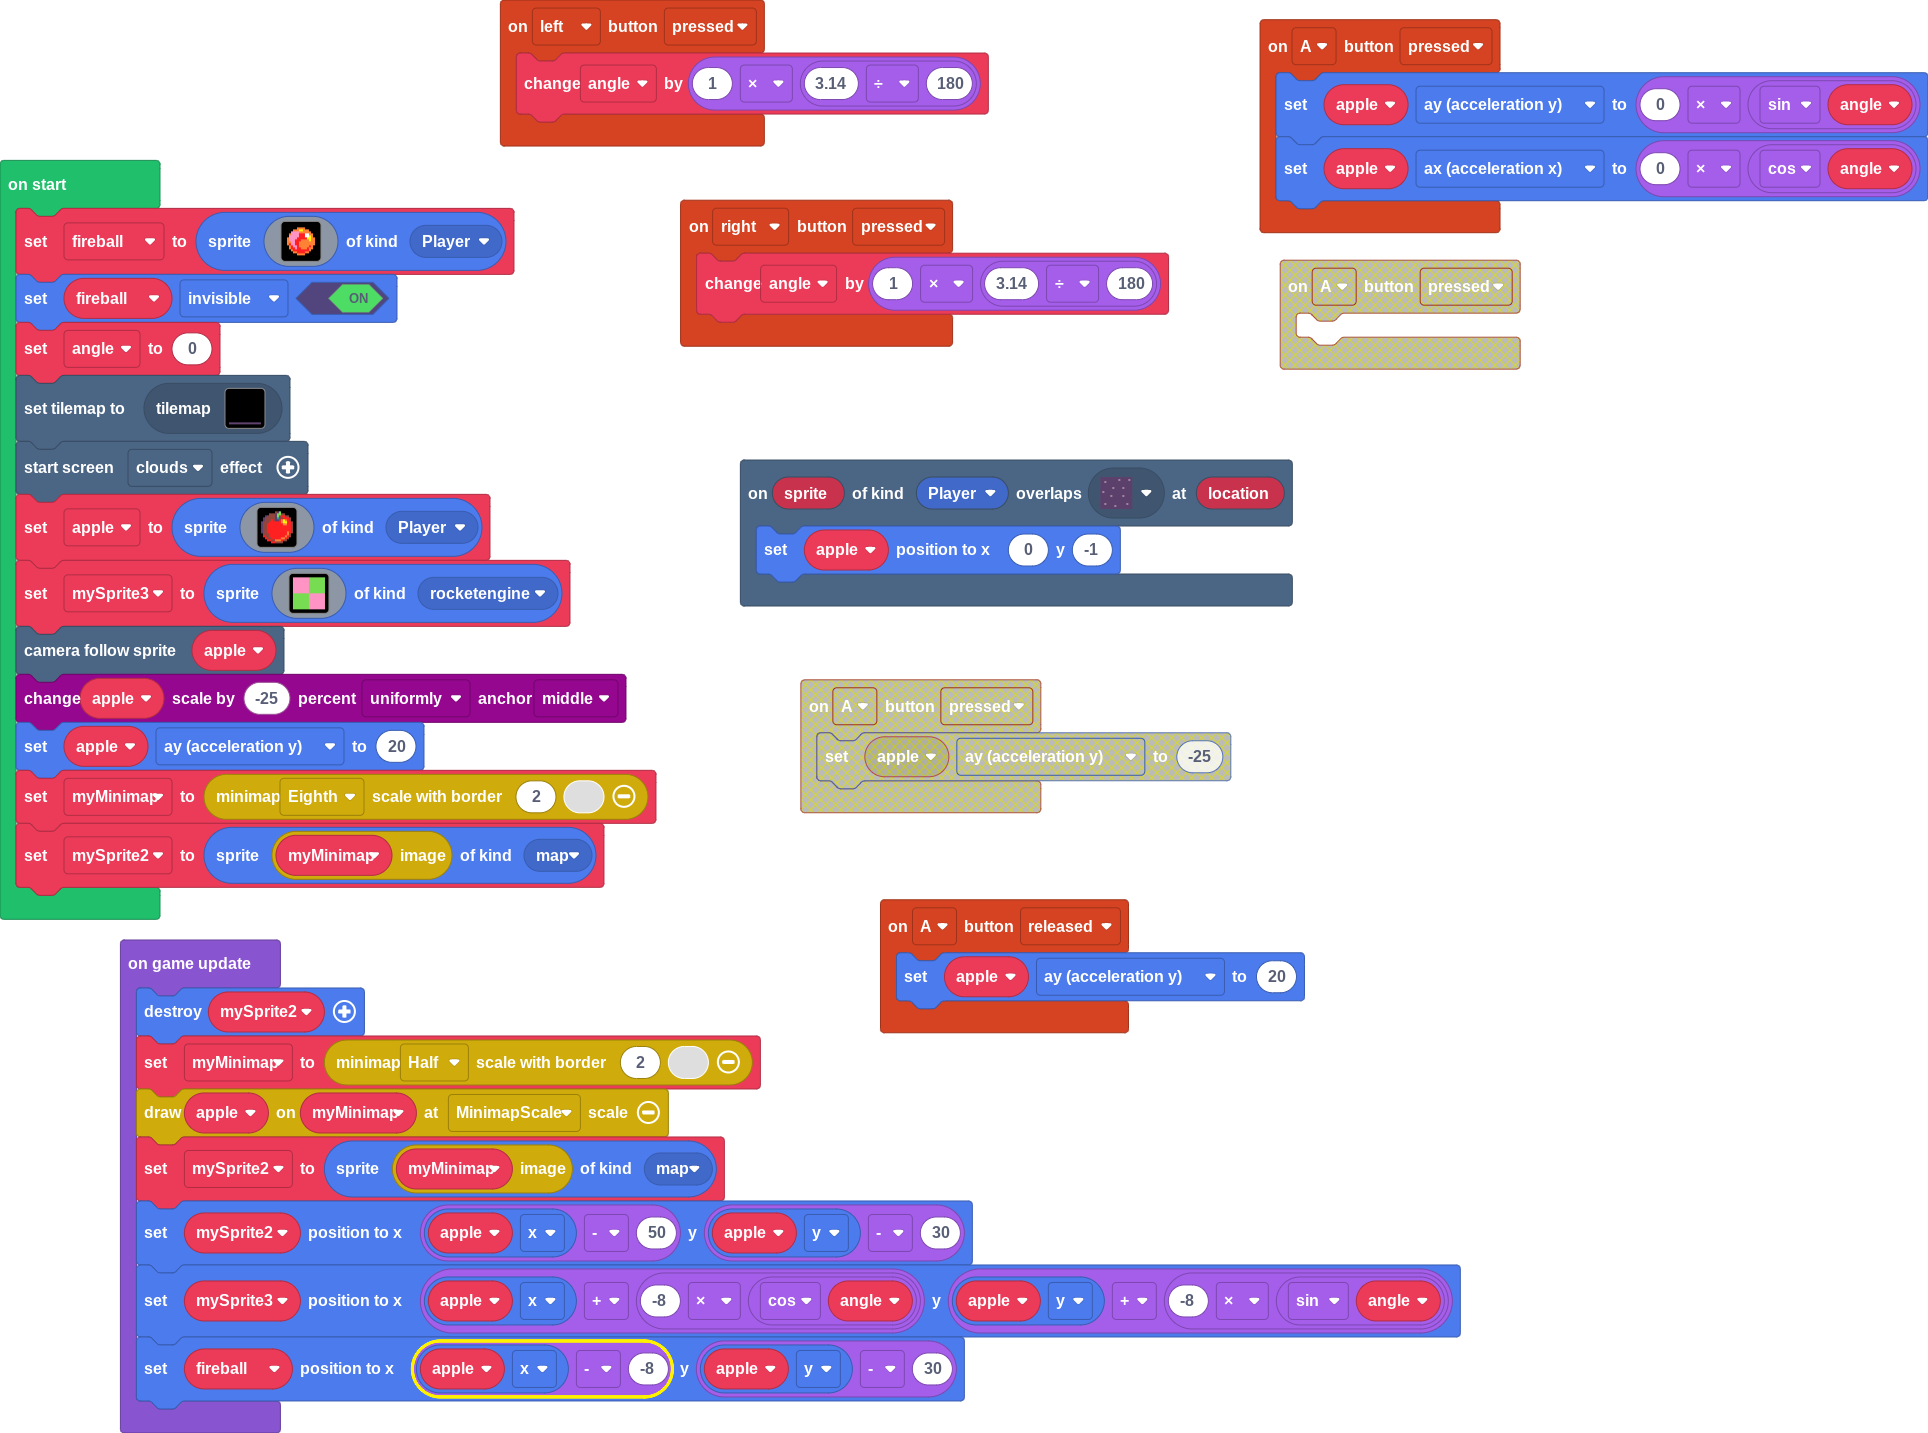 on left button pressed
change angle by 1 × 3.14 ÷ 180
on A button pressed
set apple ay (acceleration y) to 0 × sin angle
set apple ax (acceleration x) to 0 × cos angle
on start
set fireball to sprite of kind Player
set fireball invisible ON
set angle to 0
set tilemap to tilemap
start screen clouds effect
set apple to sprite of kind Player
set mySprite3 to sprite of kind rocketengine
camera follow sprite apple
change apple scale by -25 percent uniformly anchor middle
set apple ay (acceleration y) to 20
set myMinimap to minimap Eighth scale with border 2
set mySprite2 to sprite myMinimap image of kind map
on right button pressed
change angle by 1 × 3.14 ÷ 180
on A button pressed
on sprite of kind Player overlaps at location
set apple position to x 0 y -1
on A button pressed
set apple ay (acceleration y) to -25
on A button released
set apple ay (acceleration y) to 20
on game update
destroy mySprite2
set myMinimap to minimap Half scale with border 2
draw apple on myMinimap at MinimapScale scale
set mySprite2 to sprite myMinimap image of kind map
set mySprite2 position to x apple x - 50 y apple y - 30
set mySprite3 position to x apple x + -8 × cos angle y apple y + -8 × sin angle
set fireball position to x apple x - -8 y apple y - 30